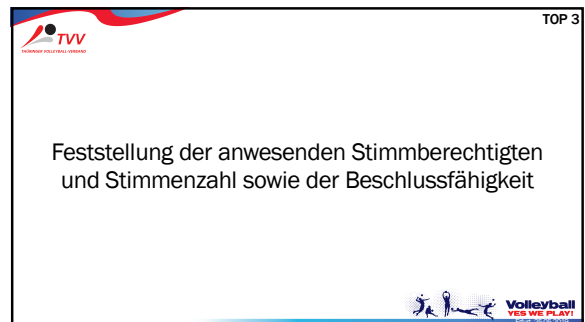 TOP 3
TVV
THÜRINGER VOLLEYBALL-VERBAND
Feststellung der anwesenden Stimmberechtigten
und Stimmenzahl sowie der Beschlussfähigkeit
Volleyball
YES WE PLAY!